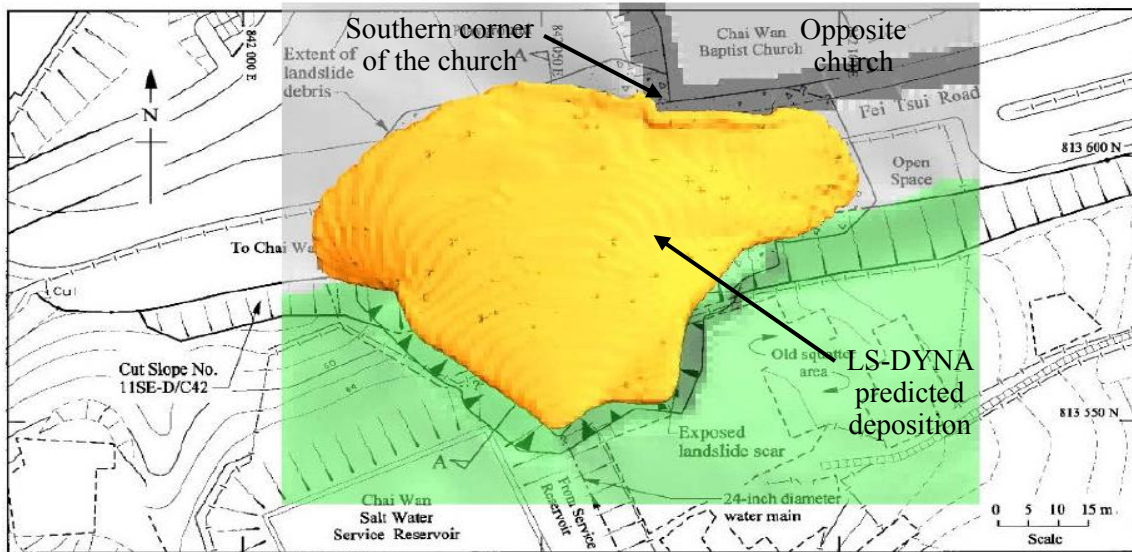 Southern corner
of the church
Opposite
church
Chai Wan
Baptist Church
842 000 E
Extent of
landslide
debris
A
N
Fei Tsui Road
813 600 N
Open
Space
To Chai Wa
Cut Slope No.
11SE-D/C42
Old squatter
area
LS-DYNA
predicted
deposition
813 550 N
Exposed
landslide scar
A
24-inch diameter
water main
From Service
Reservoir
Chai Wan
Salt Water
Service Reservoir
0 5 10 15 m
Scale